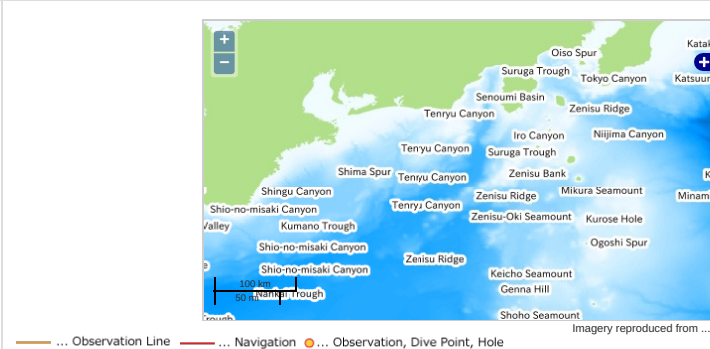 +
−
Oiso Spur
Katak
Suruga Trough
Tokyo Canyon
Katsuur
Senoumi Basin
Zenisu Ridge
Tenryu Canyon
Iro Canyon
Niijima Canyon
Tenryu Canyon
Suruga Trough
Shima Spur
Tenryu Canyon
Zenisu Bank
Shingu Canyon
Zenisu Ridge
Mikura Seamount
Minam
Shio-no-misaki Canyon
Tenryu Canyon
Zenisu-Oki Seamount
Kurose Hole
Valley
Kumano Trough
Shio-no-misaki Canyon
Ogoshi Spur
Zenisu Ridge
Shio-no-misaki Canyon
Keicho Seamount
100 km
Genna Hill
50 mi
Nankai Trough
Shoho Seamount
rough
Imagery reproduced from ...
... Observation Line ... Navigation ... Observation, Dive Point, Hole